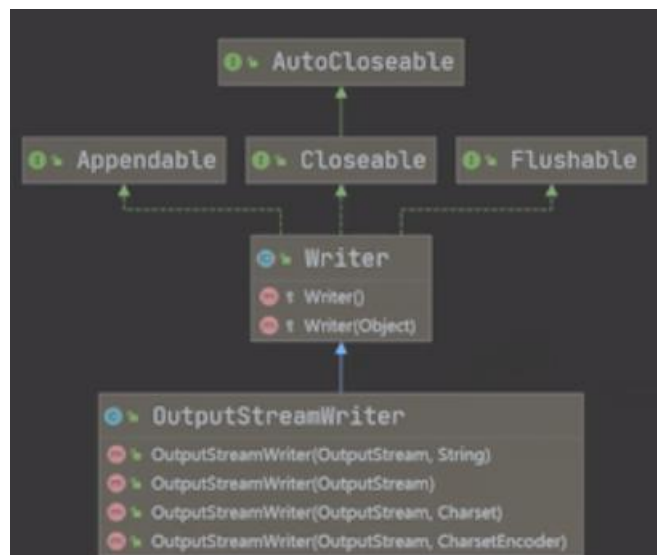 AutoCloseable
Appendable
Closeable
Flushable
Writer
Writer()
Writer(Object)
OutputStreamWriter
OutputStreamWriter(OutputStream, String)
OutputStreamWriter(OutputStream)
OutputStreamWriter(OutputStream, Charset)
OutputStreamWriter(OutputStream, CharsetEncoder)